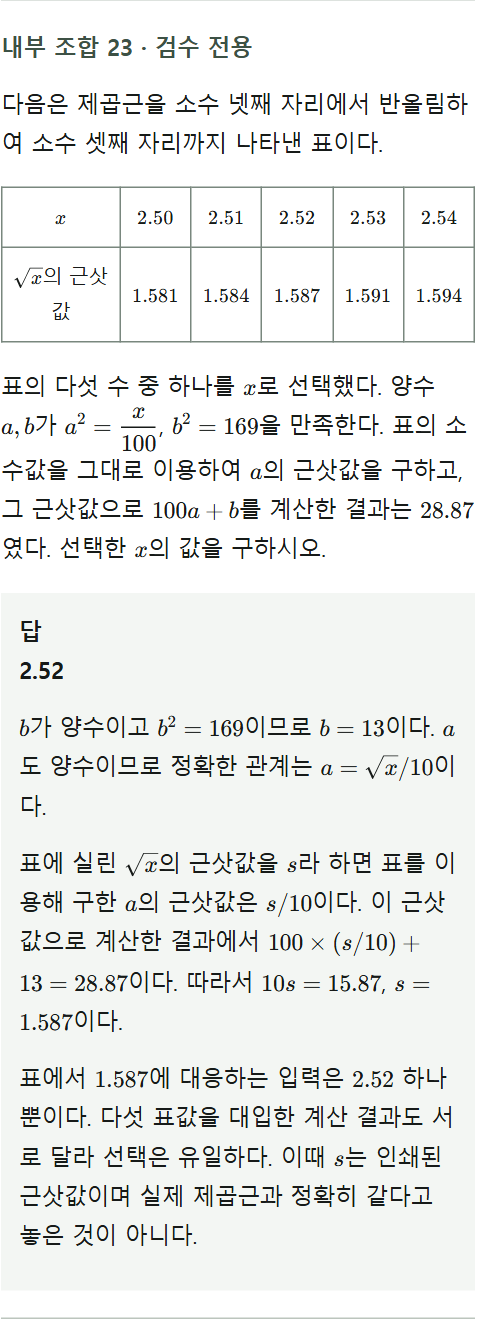 내부 조합 23 · 검수 전용
다음은 제곱근을 소수 넷째 자리에서 반올림하
여 소수 셋째 자리까지 나타낸 표이다.
x 2.50 2.51 2.52 2.53 2.54
√x의 근삿
값 1.581 1.584 1.587 1.591 1.594
표의 다섯 수 중 하나를 x로 선택했다. 양수
a, b가 a² = x/100, b² = 169을 만족한다. 표의 소
수값을 그대로 이용하여 a의 근삿값을 구하고,
그 근삿값으로 100a + b를 계산한 결과는 28.87
였다. 선택한 x의 값을 구하시오.
답
2.52
b가 양수이고 b² = 169이므로 b = 13이다. a
도 양수이므로 정확한 관계는 a = √x/10이
다.
표에 실린 √x의 근삿값을 s라 하면 표를 이
용해 구한 a의 근삿값은 s/10이다. 이 근삿
값으로 계산한 결과에서 100 × (s/10) +
13 = 28.87이다. 따라서 10s = 15.87, s =
1.587이다.
표에서 1.587에 대응하는 입력은 2.52 하나
뿐이다. 다섯 표값을 대입한 계산 결과도 서
로 달라 선택은 유일하다. 이때 s는 인쇄된
근삿값이며 실제 제곱근과 정확히 같다고
놓은 것이 아니다.